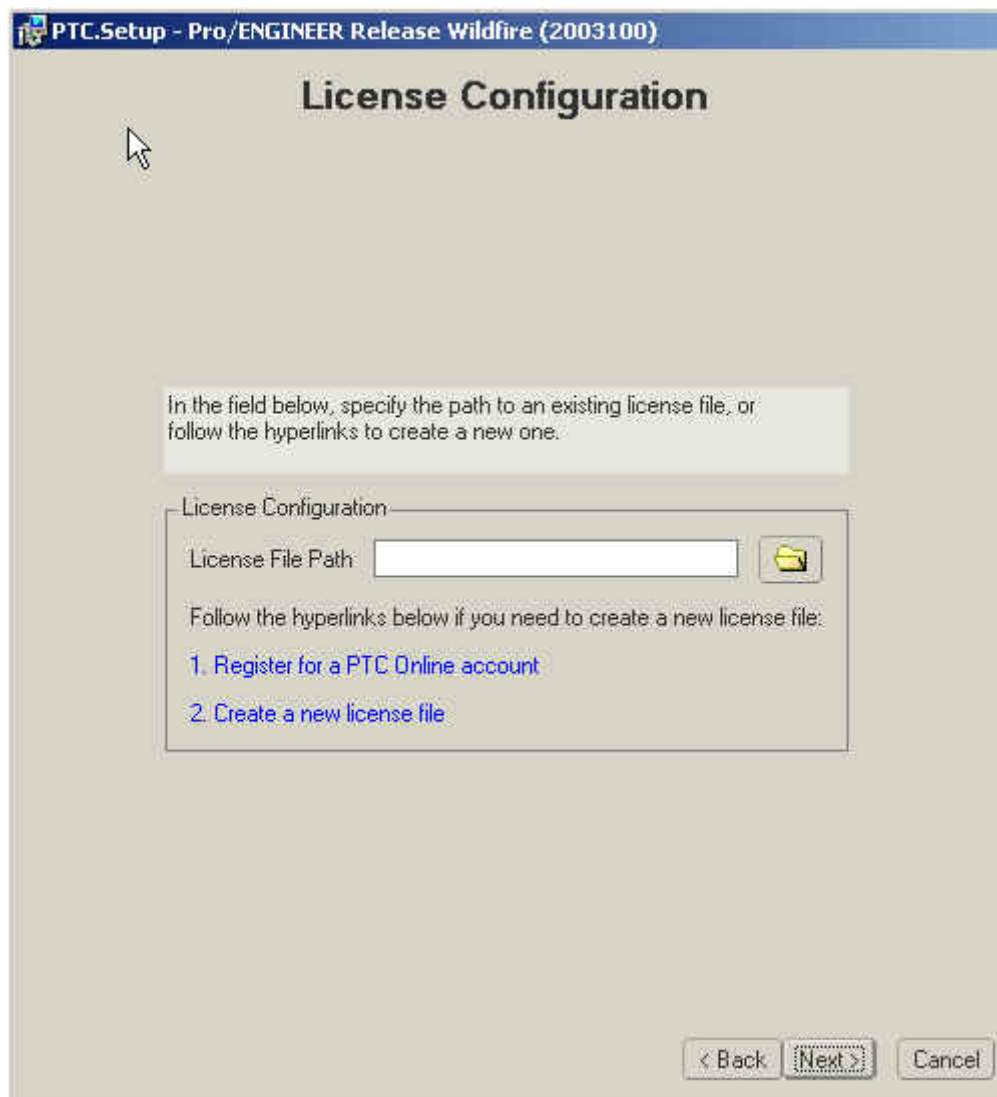 PTC.Setup - Pro/ENGINEER Release Wildfire (2003100)
License Configuration
In the field below, specify the path to an existing license file, or
follow the hyperlinks to create a new one.
License Configuration
License File Path
Follow the hyperlinks below if you need to create a new license file:
1. Register for a PTC Online account
2. Create a new license file
< Back Next > Cancel